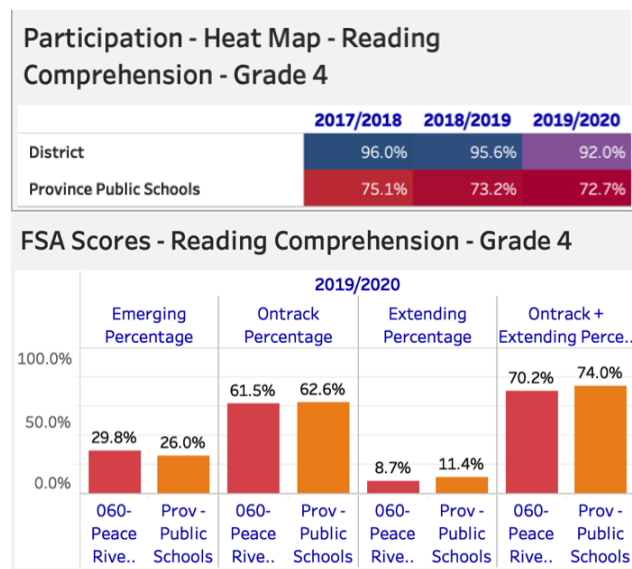 Participation - Heat Map - Reading
Comprehension - Grade 4
2017/2018 2018/2019 2019/2020
District 96.0% 95.6% 92.0%
Province Public Schools 75.1% 73.2% 72.7%
FSA Scores - Reading Comprehension - Grade 4
2019/2020
Emerging Ontrack Extending Ontrack +
Percentage Percentage Percentage Extending Perce..
100.0%
50.0%
0.0%
29.8% 26.0% 61.5% 62.6% 8.7% 11.4% 70.2% 74.0%
060- Prov - 060- Prov - 060- Prov - 060- Prov -
Peace Public Peace Public Peace Public Peace Public
Rive.. Schools Rive.. Schools Rive.. Schools Rive.. Schools